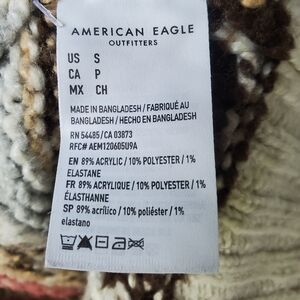 AMERICAN EAGLE
OUTFITTERS
US S
CA P
MX CH
MADE IN BANGLADESH / FABRIQUÉ AU
BANGLADESH / HECHO EN BANGLADESH
RN 54485/CA 03873
RFC# AEM120605U9A
EN 89% ACRYLIC / 10% POLYESTER / 1%
ELASTANE
FR 89% ACRYLIQUE / 10% POLYESTER / 1%
ÉLASTHANNE
SP 89% acrílico / 10% poliéster / 1%
elastano